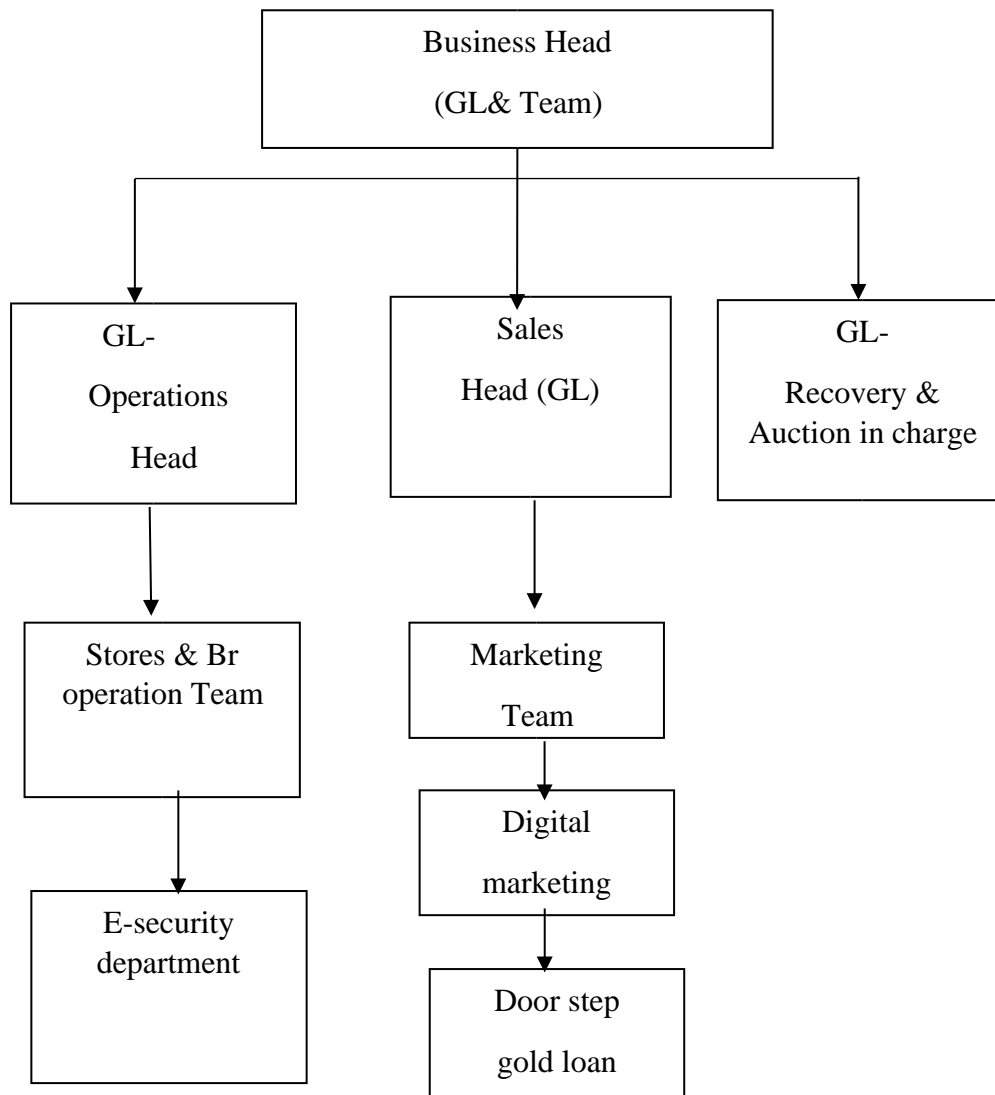 Business Head
(GL& Team)
GL-
Operations
Head
Sales
Head (GL)
GL-
Recovery &
Auction in charge
Stores & Br
operation Team
Marketing
Team
Digital
marketing
E-security
department
Door step
gold loan